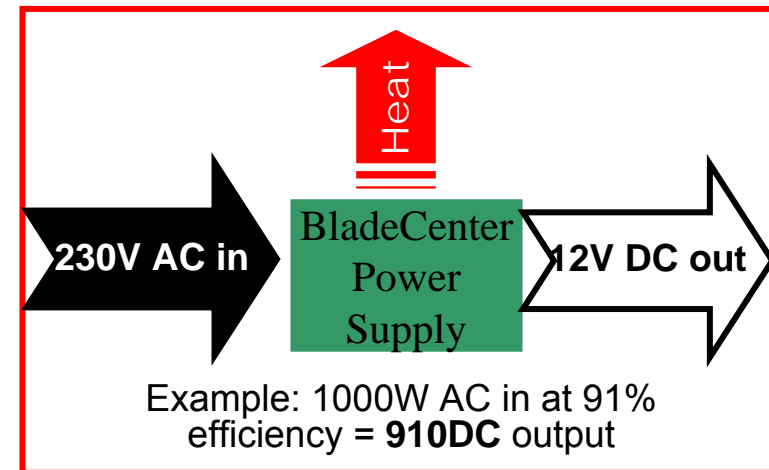 Heat
230V AC in
BladeCenter
Power
Supply
12V DC out
Example: 1000W AC in at 91%
efficiency = 910DC output